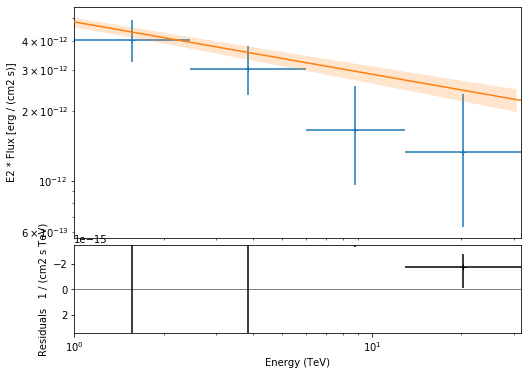 E2 * Flux [erg / (cm2 s)]
4 × 10⁻¹²
3 × 10⁻¹²
2 × 10⁻¹²
10⁻¹²
6 × 10⁻¹³
1e−15
Residuals 1 / (cm2 s TeV)
−2
0
2
10⁰
10¹
Energy (TeV)